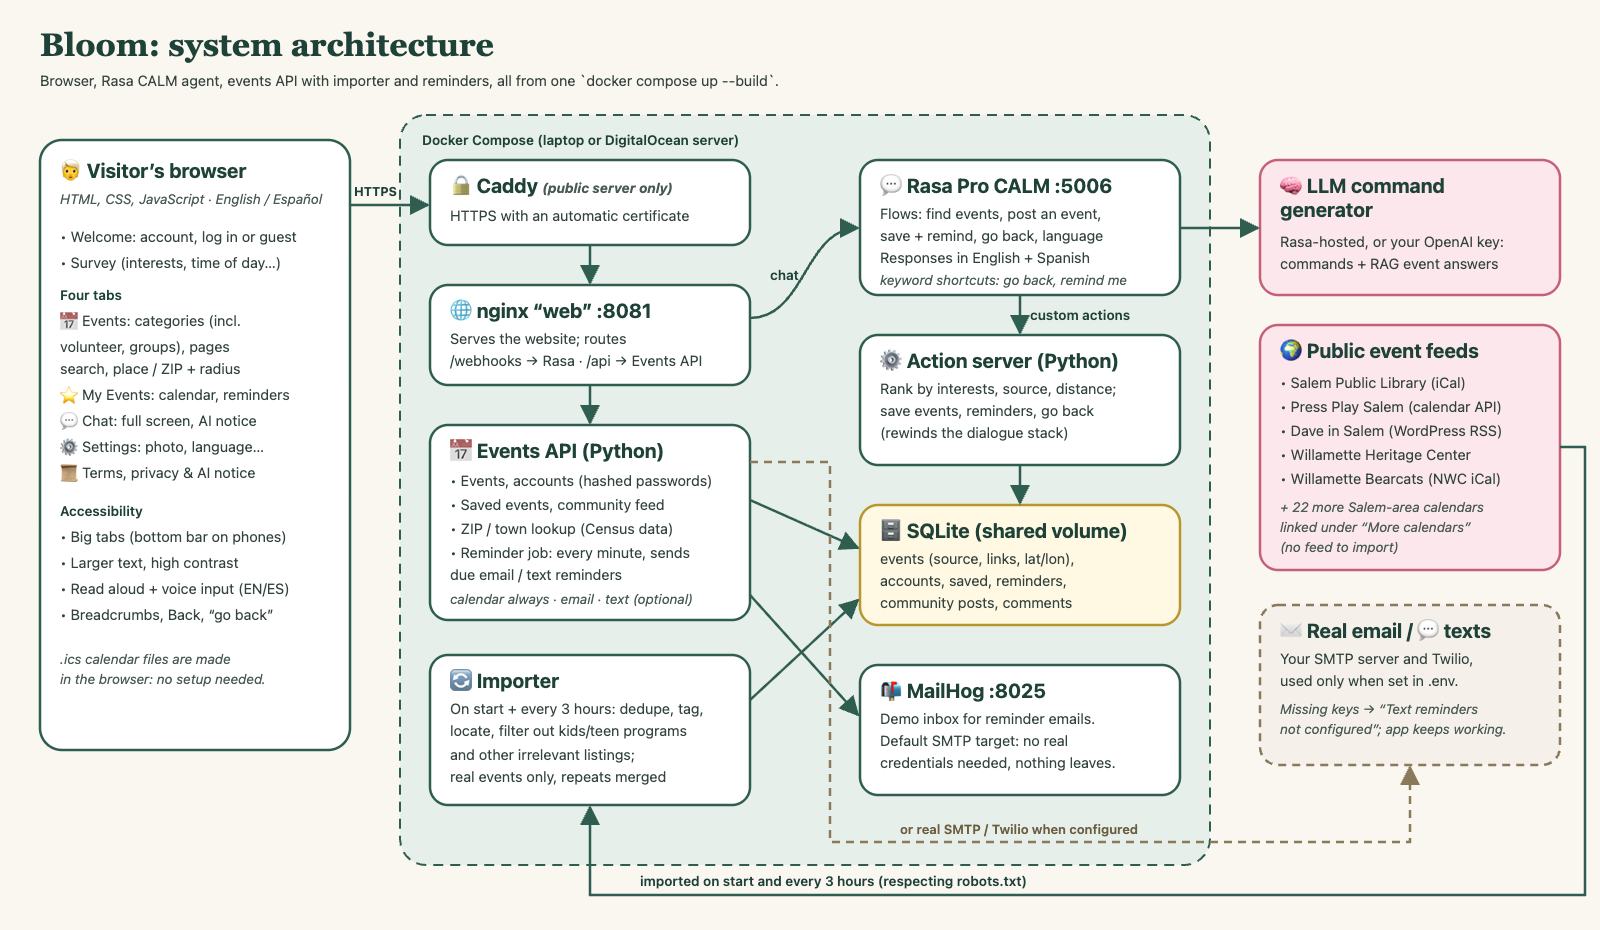 Bloom: system architecture
Browser, Rasa CALM agent, events API with importer and reminders, all from one `docker compose up --build`.
Visitor’s browser
HTML, CSS, JavaScript · English / Español
• Welcome: account, log in or guest
• Survey (interests, time of day…)
Four tabs
Events: categories (incl.
volunteer, groups), pages
search, place / ZIP + radius
My Events: calendar, reminders
Chat: full screen, AI notice
Settings: photo, language…
Terms, privacy & AI notice
Accessibility
• Big tabs (bottom bar on phones)
• Larger text, high contrast
• Read aloud + voice input (EN/ES)
• Breadcrumbs, Back, “go back”
.ics calendar files are made
in the browser: no setup needed.
HTTPS
Docker Compose (laptop or DigitalOcean server)
Caddy (public server only)
HTTPS with an automatic certificate
nginx “web” :8081
Serves the website; routes
/webhooks → Rasa · /api → Events API
chat
Events API (Python)
• Events, accounts (hashed passwords)
• Saved events, community feed
• ZIP / town lookup (Census data)
• Reminder job: every minute, sends
due email / text reminders
calendar always · email · text (optional)
Importer
On start + every 3 hours: dedupe, tag,
locate, filter out kids/teen programs
and other irrelevant listings;
real events only, repeats merged
Rasa Pro CALM :5006
Flows: find events, post an event,
save + remind, go back, language
Responses in English + Spanish
keyword shortcuts: go back, remind me
custom actions
Action server (Python)
Rank by interests, source, distance;
save events, reminders, go back
(rewinds the dialogue stack)
SQLite (shared volume)
events (source, links, lat/lon),
accounts, saved, reminders,
community posts, comments
MailHog :8025
Demo inbox for reminder emails.
Default SMTP target: no real
credentials needed, nothing leaves.
or real SMTP / Twilio when configured
imported on start and every 3 hours (respecting robots.txt)
LLM command
generator
Rasa-hosted, or your OpenAI key:
commands + RAG event answers
Public event feeds
• Salem Public Library (iCal)
• Press Play Salem (calendar API)
• Dave in Salem (WordPress RSS)
• Willamette Heritage Center
• Willamette Bearcats (NWC iCal)
+ 22 more Salem-area calendars
linked under “More calendars”
(no feed to import)
Real email / texts
Your SMTP server and Twilio,
used only when set in .env.
Missing keys → “Text reminders
not configured”; app keeps working.